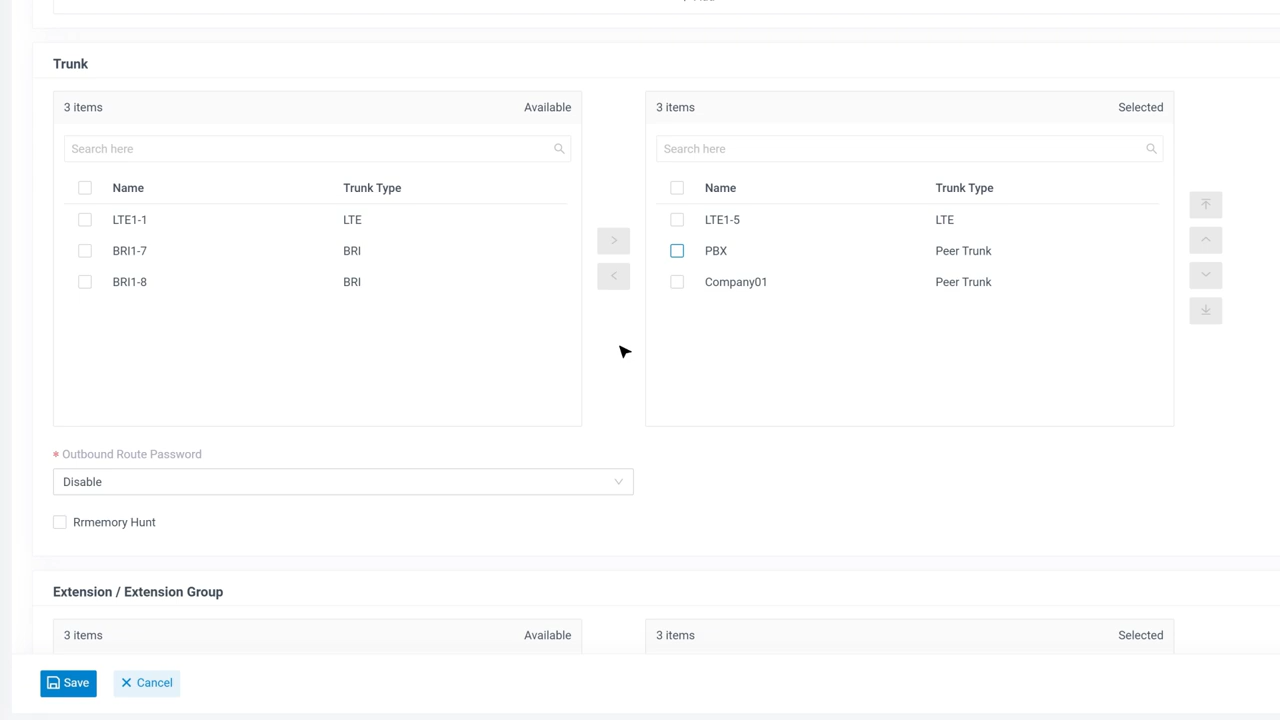 Trunk
3 items Available
3 items Selected
Search here
Search here
Name Trunk Type
Name Trunk Type
LTE1-1 LTE
LTE1-5 LTE
BRI1-7 BRI
PBX Peer Trunk
BRI1-8 BRI
Company01 Peer Trunk
* Outbound Route Password
Disable
Rrmemory Hunt
Extension / Extension Group
3 items Available
3 items Selected
Save Cancel